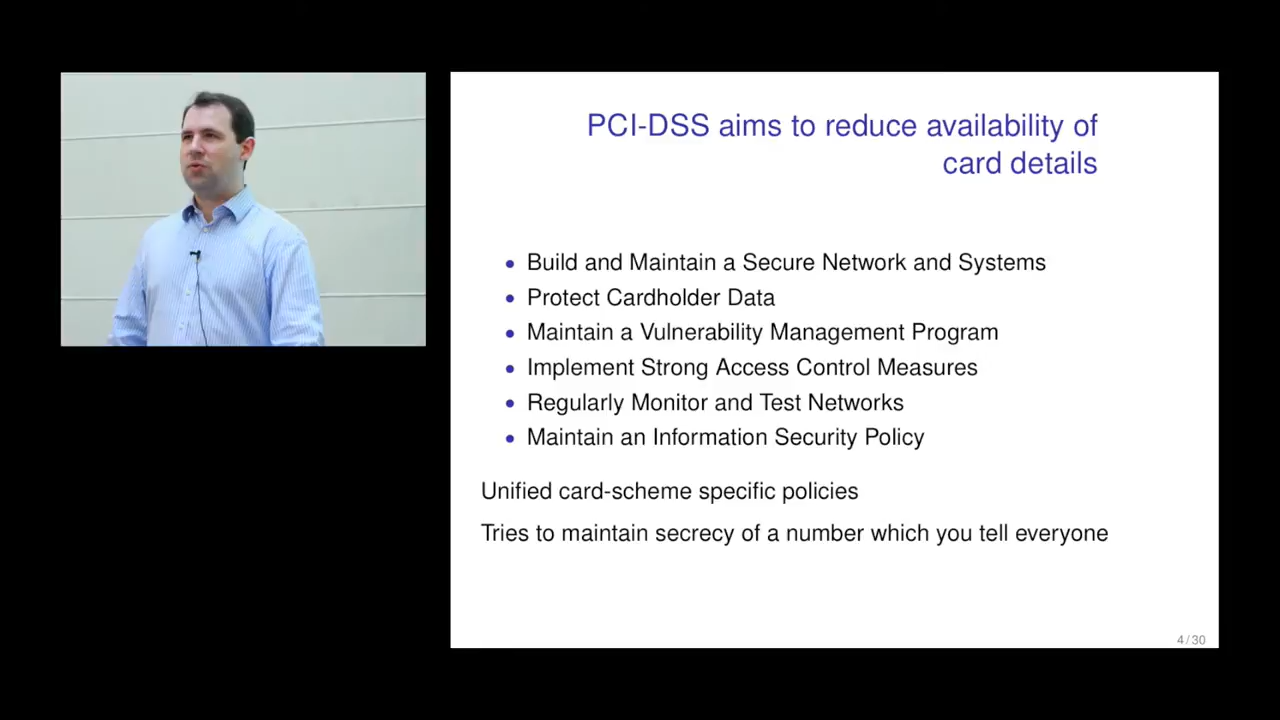 PCI-DSS aims to reduce availability of
card details
• Build and Maintain a Secure Network and Systems
• Protect Cardholder Data
• Maintain a Vulnerability Management Program
• Implement Strong Access Control Measures
• Regularly Monitor and Test Networks
• Maintain an Information Security Policy
Unified card-scheme specific policies
Tries to maintain secrecy of a number which you tell everyone
4 / 30